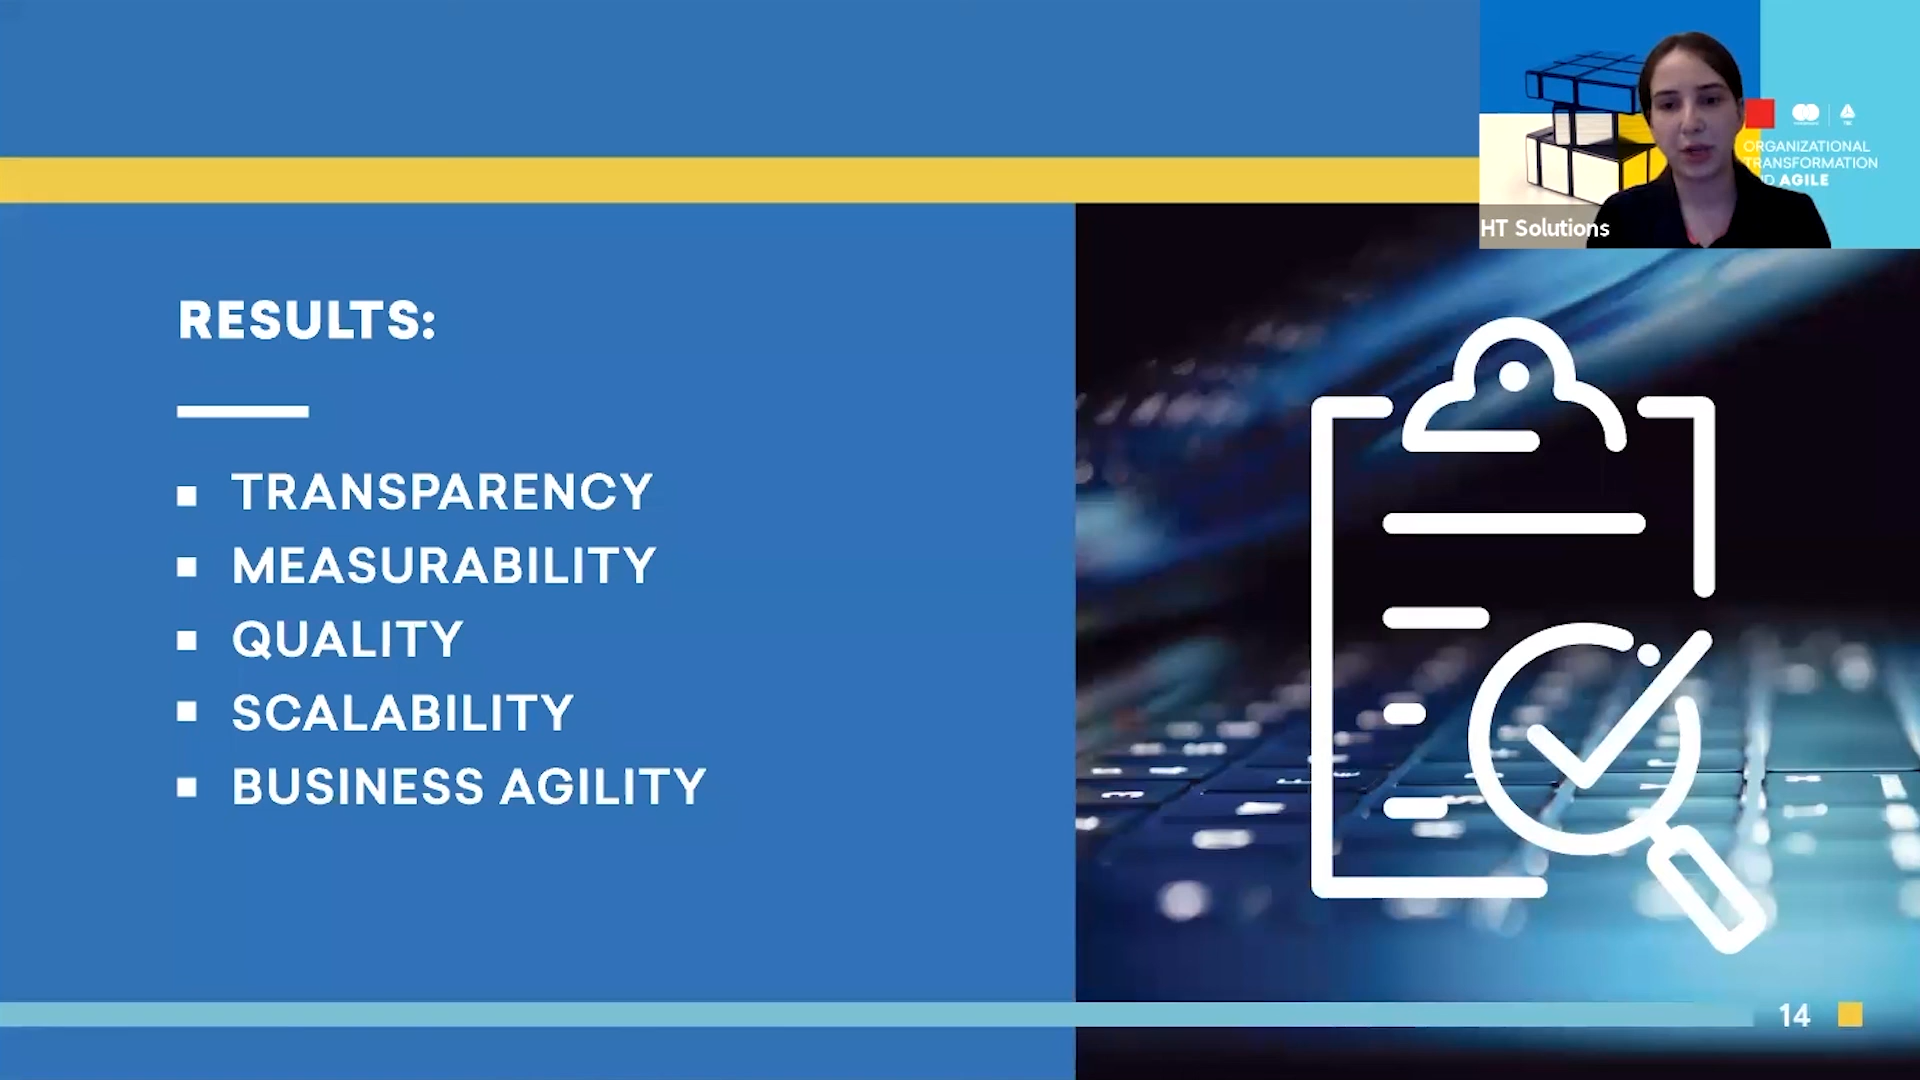 ORGANIZATIONAL
TRANSFORMATION
AGILE
HT Solutions
RESULTS:
TRANSPARENCY
MEASURABILITY
QUALITY
SCALABILITY
BUSINESS AGILITY
14